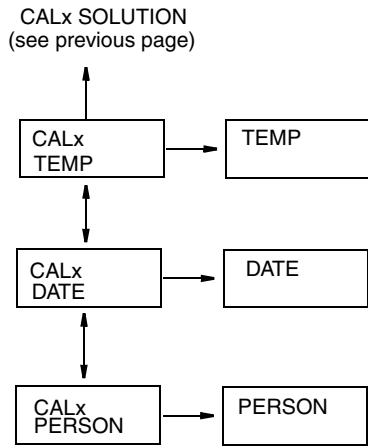 CALx SOLUTION
(see previous page)
CALx
TEMP
TEMP
CALx
DATE
DATE
CALx
PERSON
PERSON